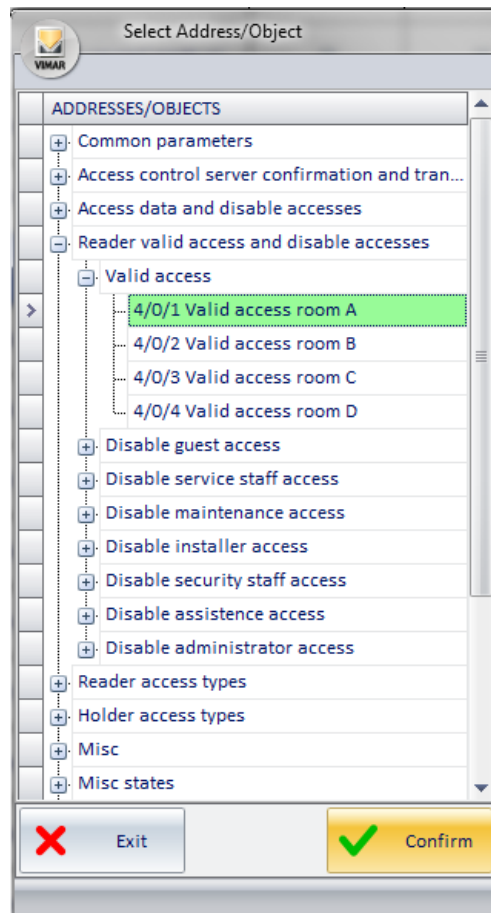 Select Address/Object
VIMAR
ADDRESSES/OBJECTS
Common parameters
Access control server confirmation and tran...
Access data and disable accesses
Reader valid access and disable accesses
Valid access
4/0/1 Valid access room A
4/0/2 Valid access room B
4/0/3 Valid access room C
4/0/4 Valid access room D
Disable guest access
Disable service staff access
Disable maintenance access
Disable installer access
Disable security staff access
Disable assistence access
Disable administrator access
Reader access types
Holder access types
Misc
Misc states
Exit Confirm